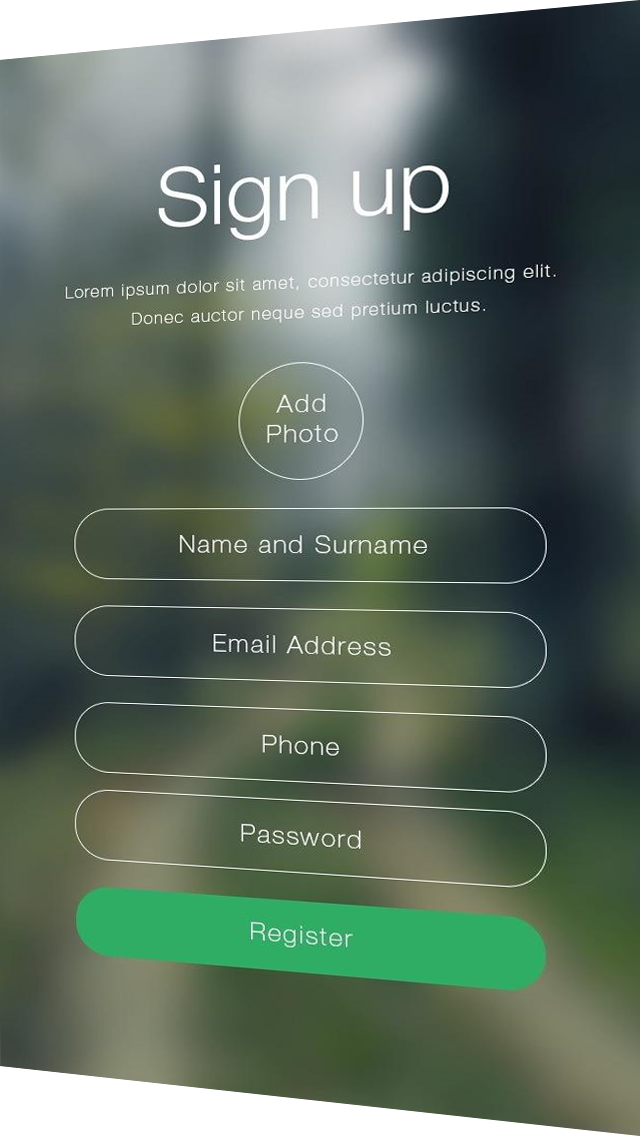 Sign up
Lorem ipsum dolor sit amet, consectetur adipiscing elit.
Donec auctor neque sed pretium luctus.
Add
Photo
Name and Surname
Email Address
Phone
Password
Register